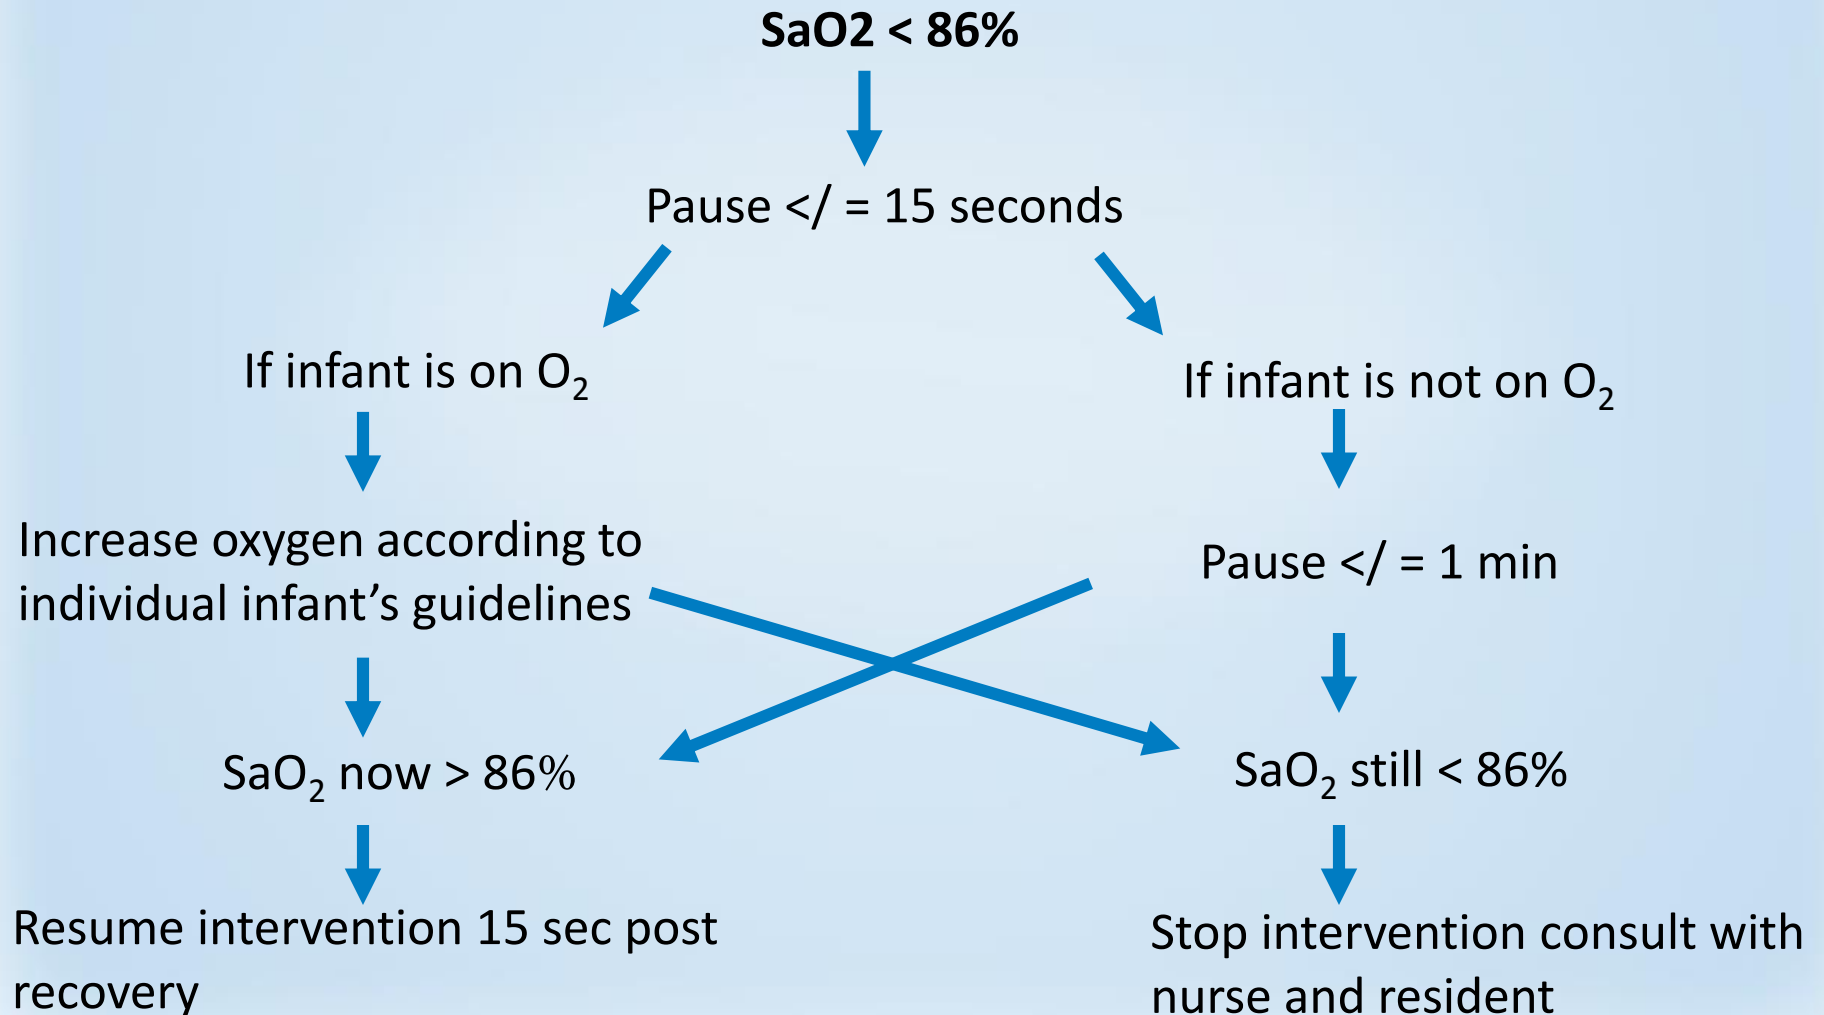 SaO2 < 86%
Pause </ = 15 seconds
If infant is on O₂
If infant is not on O₂
Increase oxygen according to
individual infant’s guidelines
Pause </ = 1 min
SaO₂ now > 86%
SaO₂ still < 86%
Resume intervention 15 sec post
recovery
Stop intervention consult with
nurse and resident